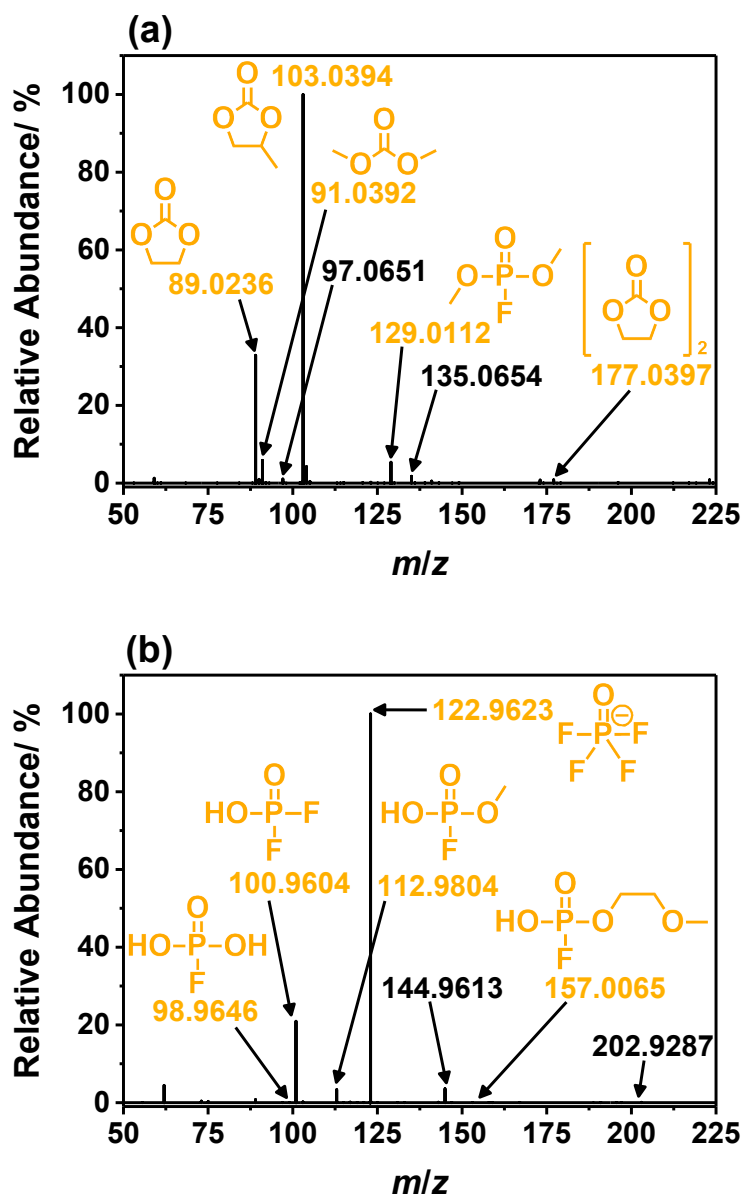 (a)
Relative Abundance/ %
100
80
60
40
20
0
50 75 100 125 150 175 200 225
m/z
O
O O
103.0394
O
O O
91.0392
O
O O
89.0236
97.0651
O
O P O
F
129.0112
135.0654
O
O O
2
177.0397
(b)
Relative Abundance/ %
100
80
60
40
20
0
50 75 100 125 150 175 200 225
m/z
122.9623
O
F P F
F F
O
HO P F
F
100.9604
O
HO P O
F
112.9804
O
HO P OH
F
98.9646
144.9613
O
HO P O O
F
157.0065
202.9287